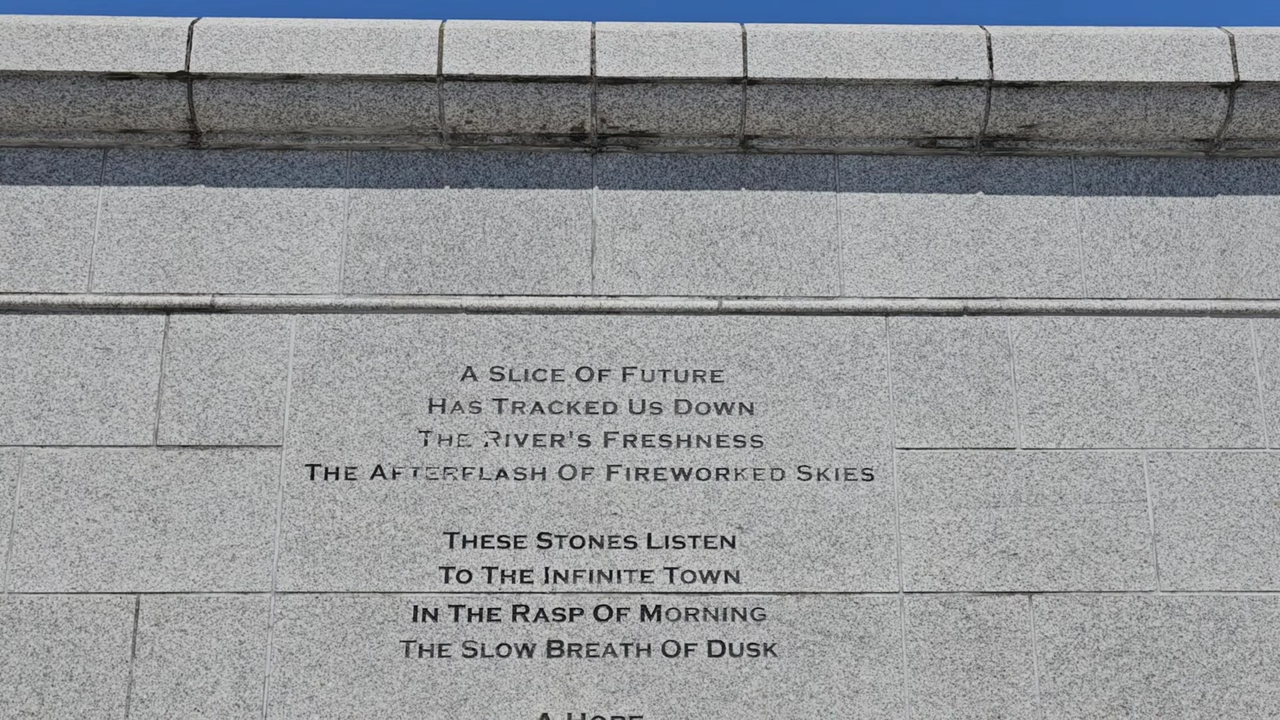 A SLICE OF FUTURE
HAS TRACKED US DOWN
THE RIVER'S FRESHNESS
THE AFTERFLASH OF FIREWORKED SKIES
THESE STONES LISTEN
TO THE INFINITE TOWN
IN THE RASP OF MORNING
THE SLOW BREATH OF DUSK
A HOPE